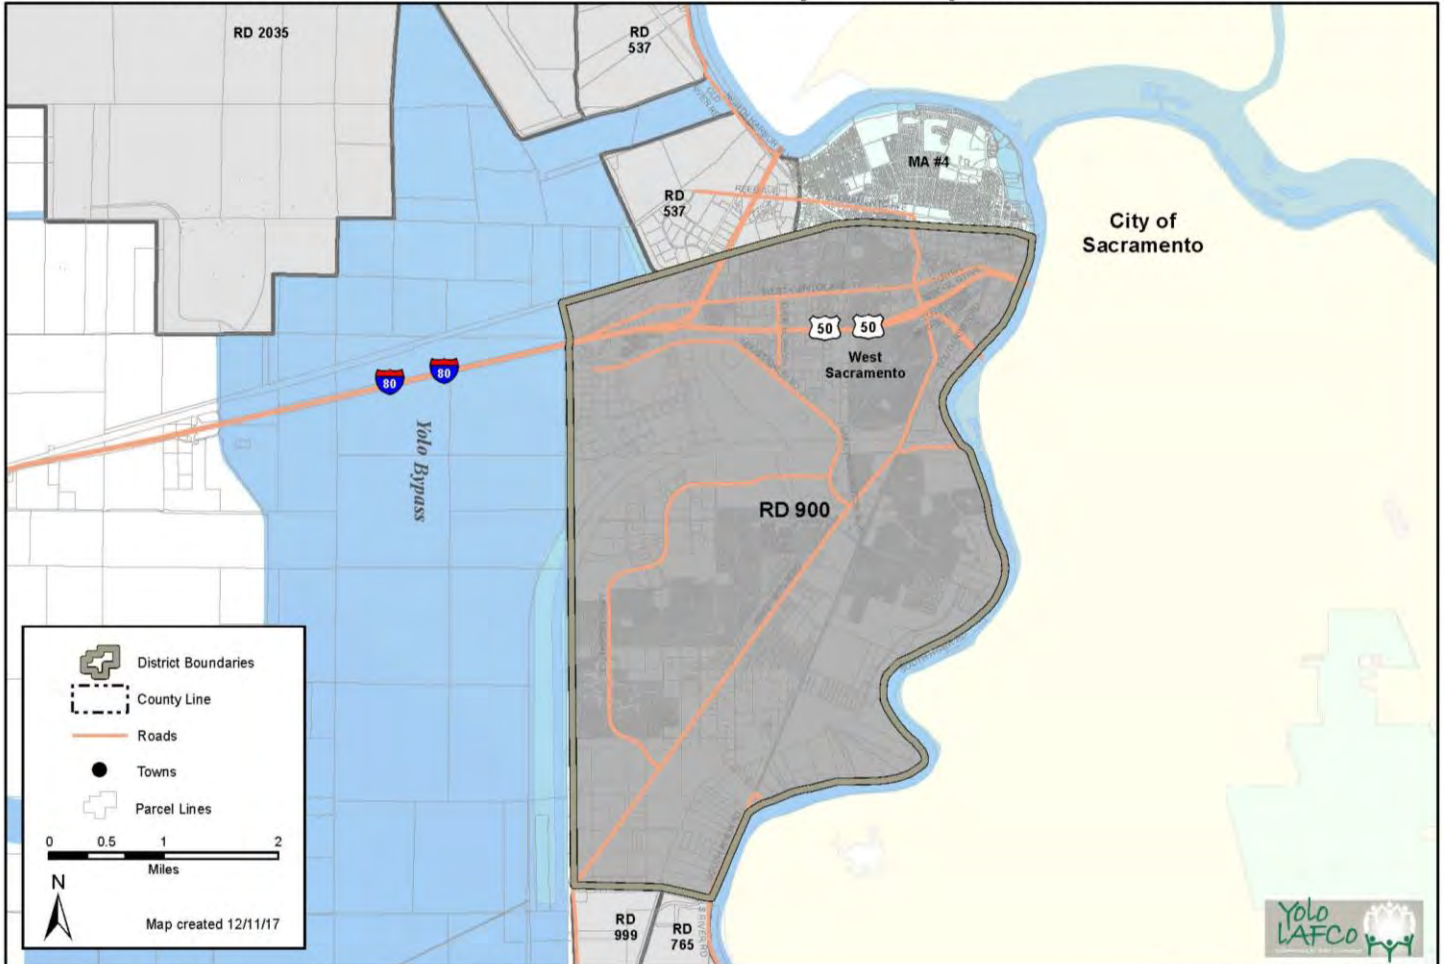 RD 2035
RD
537
MA #4
RD
537
City of
Sacramento
50
50
West
Sacramento
80
80
Yolo Bypass
RD 900
District Boundaries
County Line
Roads
Towns
Parcel Lines
0 0.5 1 2
Miles
N
Map created 12/11/17
RD
999
RD
765
S RIVER RD
Yolo
LAFCo